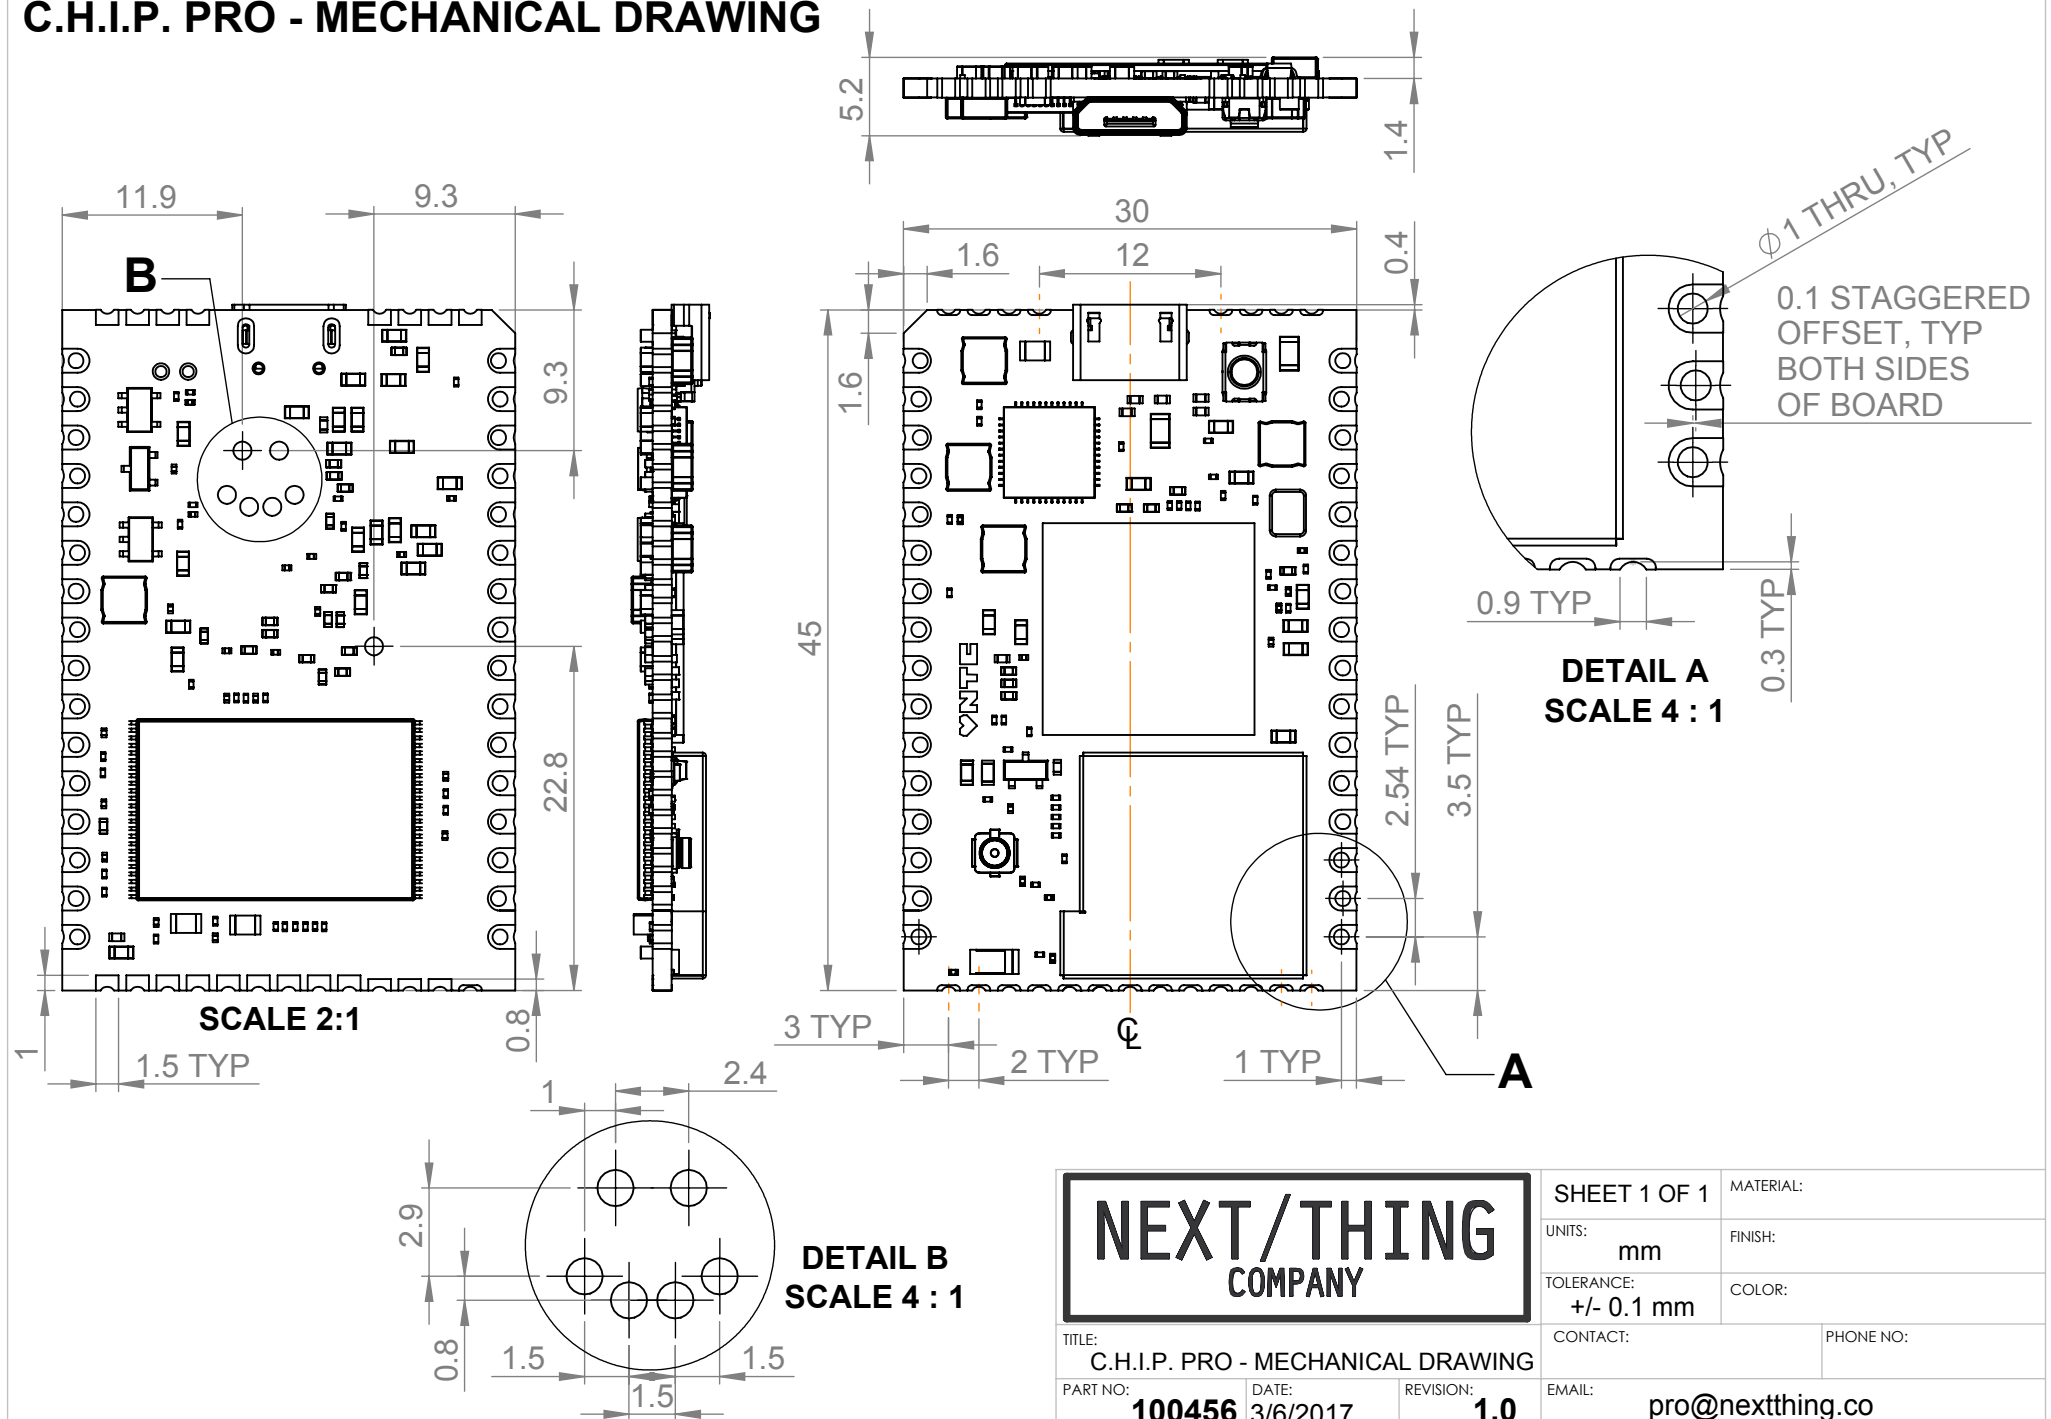 C.H.I.P. PRO - MECHANICAL DRAWING
5.2
1.4
11.9
9.3
B
9.3
22.8
1
SCALE 2:1
1.5 TYP
0.8
30
1.6
12
0.4
1.6
45
NTC
2.54 TYP
3.5 TYP
3 TYP
2 TYP
1 TYP
CL
A
⌀1 THRU, TYP
0.1 STAGGERED
OFFSET, TYP
BOTH SIDES
OF BOARD
0.9 TYP
0.3 TYP
DETAIL A
SCALE 4 : 1
1
2.4
2.9
0.8
1.5
1.5
1.5
DETAIL B
SCALE 4 : 1
NEXT/THING
COMPANY
SHEET 1 OF 1
MATERIAL:
UNITS:
mm
FINISH:
TOLERANCE:
+/- 0.1 mm
COLOR:
TITLE:
C.H.I.P. PRO - MECHANICAL DRAWING
CONTACT:
PHONE NO:
PART NO:
100456
DATE:
3/6/2017
REVISION:
1.0
EMAIL:
pro@nextthing.co